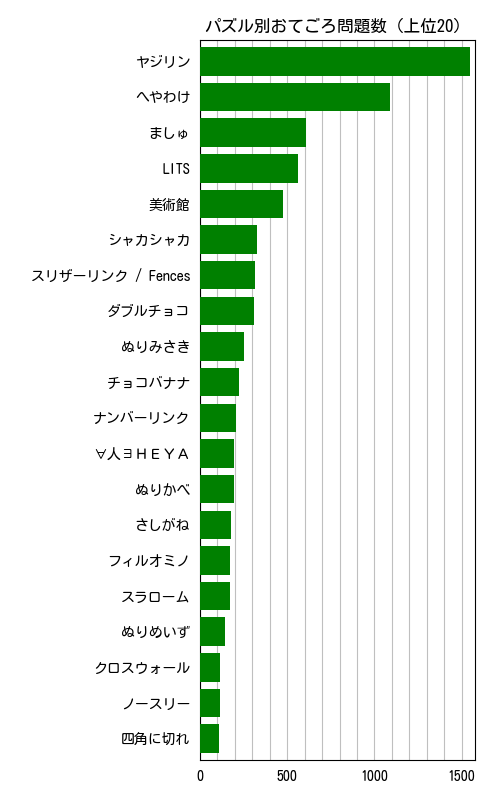 パズル別おてごろ問題数 (上位20)
ヤジリン
へやわけ
ましゅ
LITS
美術館
シャカシャカ
スリザーリンク / Fences
ダブルチョコ
ぬりみさき
チョコバナナ
ナンバーリンク
∀人∃ＨＥＹＡ
ぬりかべ
さしがね
フィルオミノ
スラローム
ぬりめいず
クロスウォール
ノースリー
四角に切れ
0 500 1000 1500